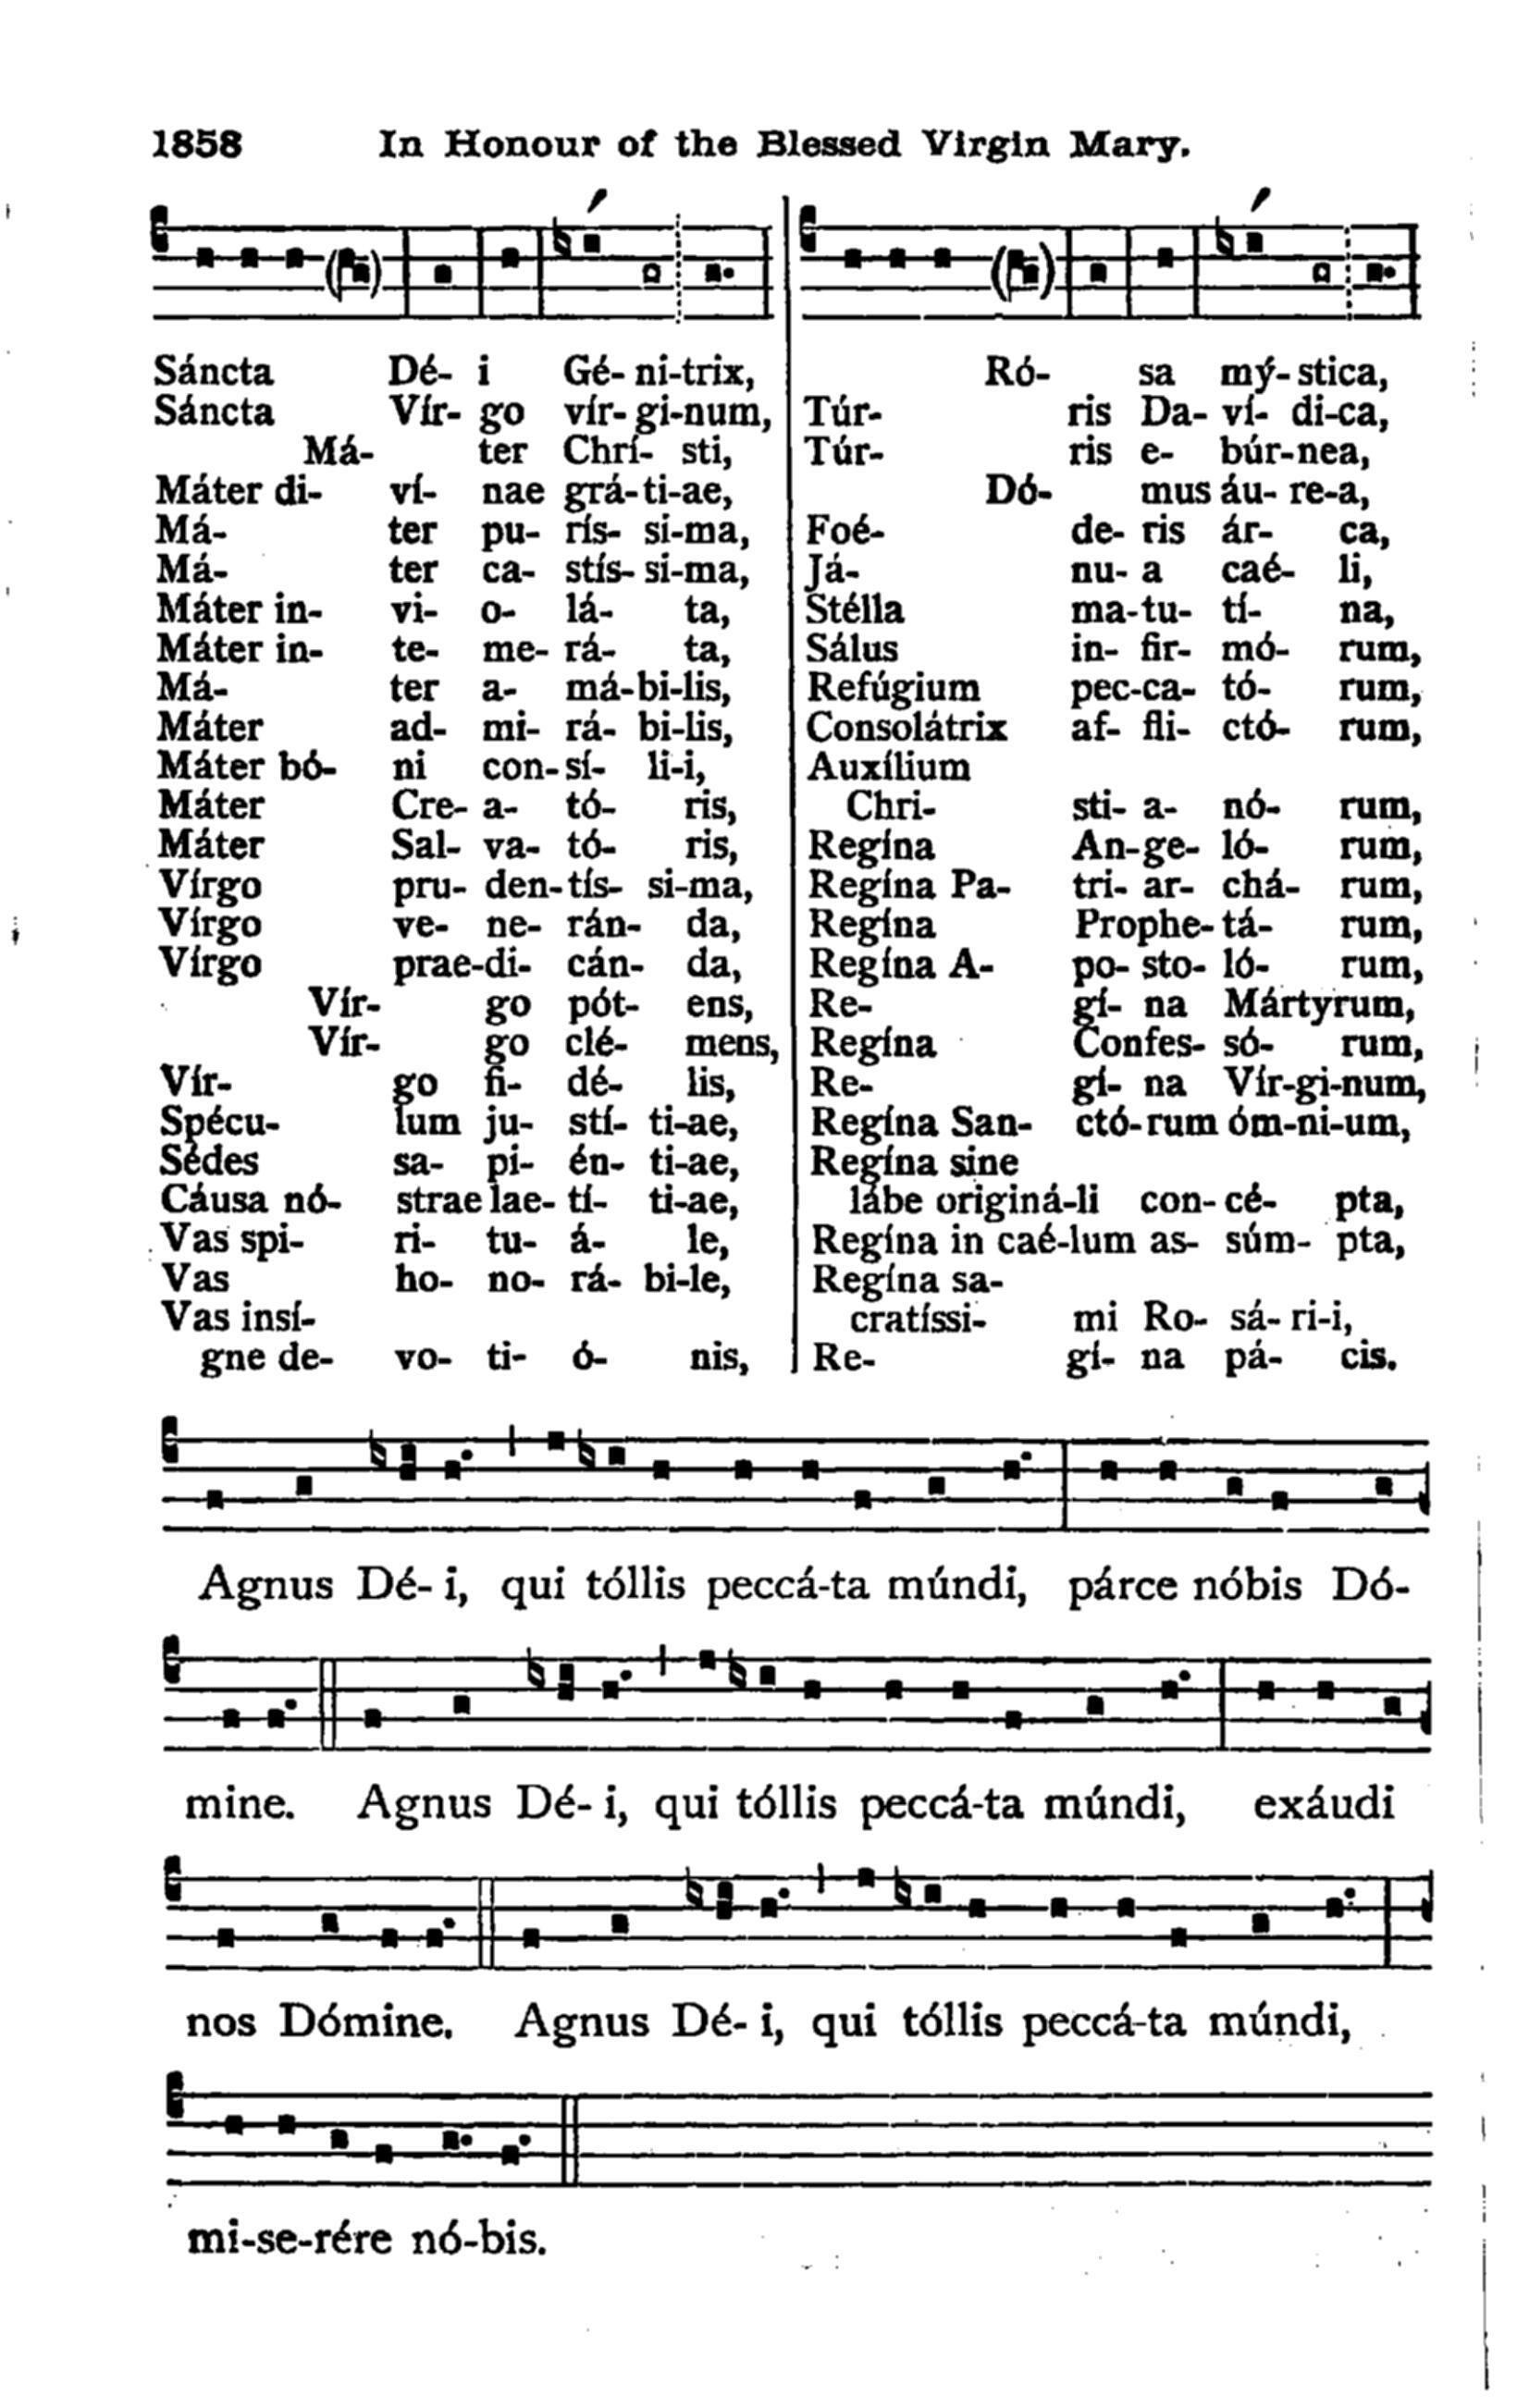 1858 In Honour of the Blessed Virgin Mary.
Sáncta Dé- i Gé- ni-trix,
Sáncta Vír- go vír- gi-num,
Má- ter Chrí- sti,
Máter di- ví- nae grá- ti-ae,
Má- ter pu- rís- si-ma,
Má- ter ca- stís- si-ma,
Máter in- vi- o- lá- ta,
Máter in- te- me- rá- ta,
Má- ter a- má-bi-lis,
Máter ad- mi- rá- bi-lis,
Máter bó- ni con- sí- li-i,
Máter Cre- a- tó- ris,
Máter Sal- va- tó- ris,
Vírgo pru- den- tís- si-ma,
Vírgo ve- ne- rán- da,
Vírgo prae-di- cán- da,
Vír- go pót- ens,
Vír- go clé- mens,
Vír- go fi- dé- lis,
Spécu- lum ju- stí- ti-ae,
Sédes sa- pi- én- ti-ae,
Cáusa nó- strae lae- tí- ti-ae,
Vas spi- ri- tu- á- le,
Vas ho- no- rá- bi-le,
Vas insí-
gne de- vo- ti- ó- nis,
Ró- sa mý- stica,
Túr- ris Da- ví- di-ca,
Túr- ris e- búr-nea,
Dó- mus áu- re-a,
Foé- de- ris ár- ca,
Já- nu- a caé- li,
Stélla ma-tu- tí- na,
Sálus in- fir- mó- rum,
Refúgium pec-ca- tó- rum,
Consolátrix af- fli- ctó- rum,
Auxílium
Chri- sti- a- nó- rum,
Regína An-ge- ló- rum,
Regína Pa- tri- ar- chá- rum,
Regína Prophe- tá- rum,
Regína A- po- sto- ló- rum,
Re- gí- na Mártyrum,
Regína Confes- só- rum,
Re- gí- na Vír-gi-num,
Regína San- ctó-rum óm-ni-um,
Regína sine
lábe originá-li con- cé- pta,
Regína in caé-lum as- súm- pta,
Regína sa-
cratíssi- mi Ro- sá- ri-i,
Re- gí- na pá- cis.
Agnus Dé- i, qui tóllis peccá-ta múndi, párce nóbis Dó-
mine. Agnus Dé- i, qui tóllis peccá-ta múndi, exáudi
nos Dómine. Agnus Dé- i, qui tóllis peccá-ta múndi,
mi-se-rére nó-bis.